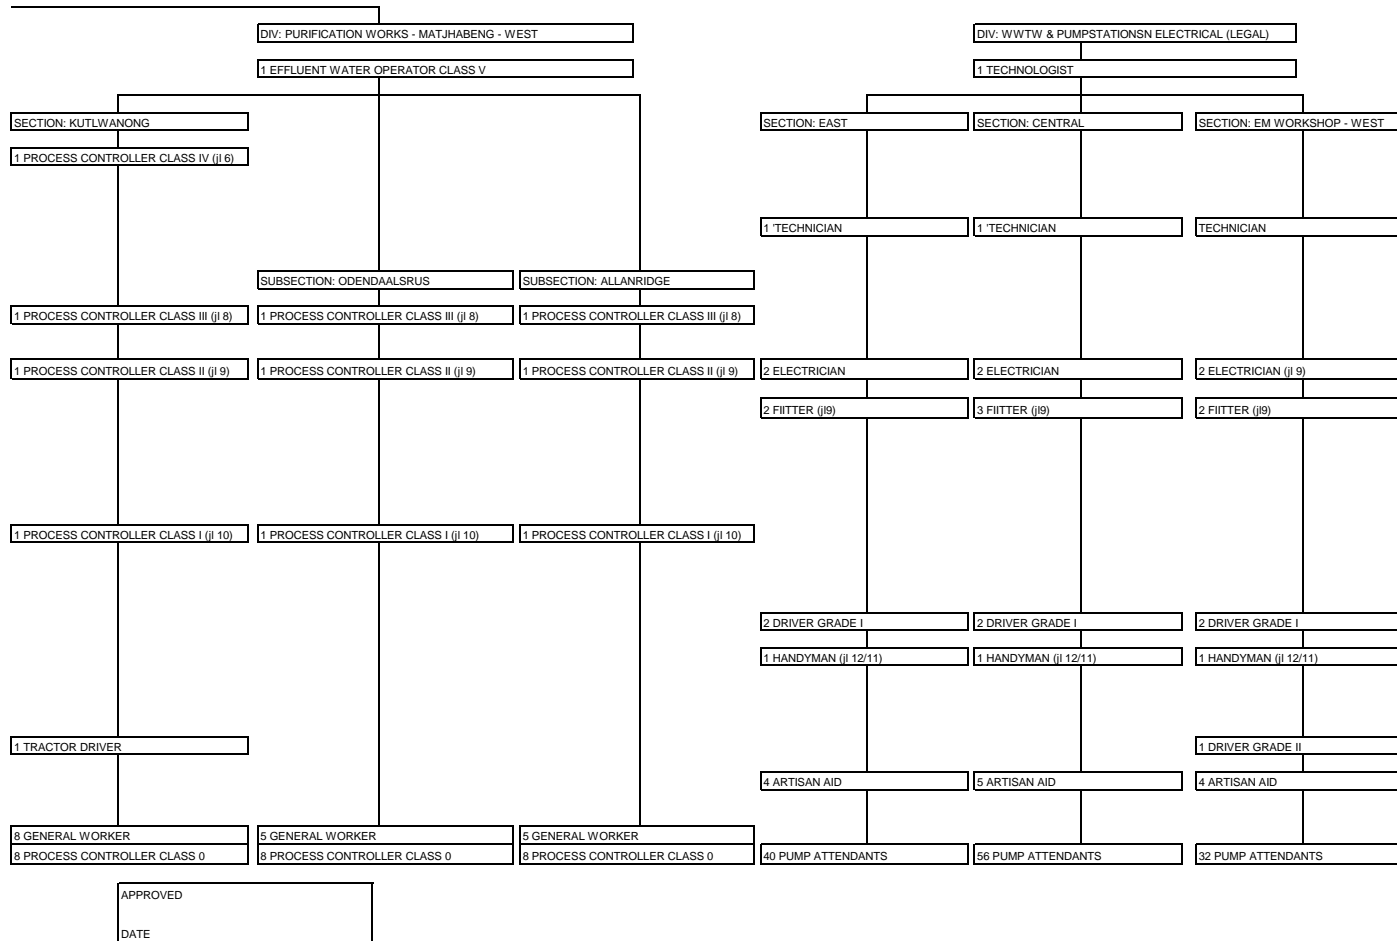 DIV: PURIFICATION WORKS - MATJHABENG - WEST
DIV: WWTW & PUMPSTATIONSN ELECTRICAL (LEGAL)
1 EFFLUENT WATER OPERATOR CLASS V
1 TECHNOLOGIST
SECTION: KUTLWANONG
SECTION: EAST
SECTION: CENTRAL
SECTION: EM WORKSHOP - WEST
1 PROCESS CONTROLLER CLASS IV (jl 6)
1 'TECHNICIAN
1 'TECHNICIAN
TECHNICIAN
SUBSECTION: ODENDAALSRUS
SUBSECTION: ALLANRIDGE
1 PROCESS CONTROLLER CLASS III (jl 8)
1 PROCESS CONTROLLER CLASS III (jl 8)
1 PROCESS CONTROLLER CLASS III (jl 8)
1 PROCESS CONTROLLER CLASS II (jl 9)
1 PROCESS CONTROLLER CLASS II (jl 9)
1 PROCESS CONTROLLER CLASS II (jl 9)
2 ELECTRICIAN
2 ELECTRICIAN
2 ELECTRICIAN (jl 9)
2 FIITTER (jl9)
3 FIITTER (jl9)
2 FIITTER (jl9)
1 PROCESS CONTROLLER CLASS I (jl 10)
1 PROCESS CONTROLLER CLASS I (jl 10)
1 PROCESS CONTROLLER CLASS I (jl 10)
2 DRIVER GRADE I
2 DRIVER GRADE I
2 DRIVER GRADE I
1 HANDYMAN (jl 12/11)
1 HANDYMAN (jl 12/11)
1 HANDYMAN (jl 12/11)
1 TRACTOR DRIVER
1 DRIVER GRADE II
4 ARTISAN AID
5 ARTISAN AID
4 ARTISAN AID
8 GENERAL WORKER
5 GENERAL WORKER
5 GENERAL WORKER
8 PROCESS CONTROLLER CLASS 0
8 PROCESS CONTROLLER CLASS 0
8 PROCESS CONTROLLER CLASS 0
40 PUMP ATTENDANTS
56 PUMP ATTENDANTS
32 PUMP ATTENDANTS
APPROVED
DATE